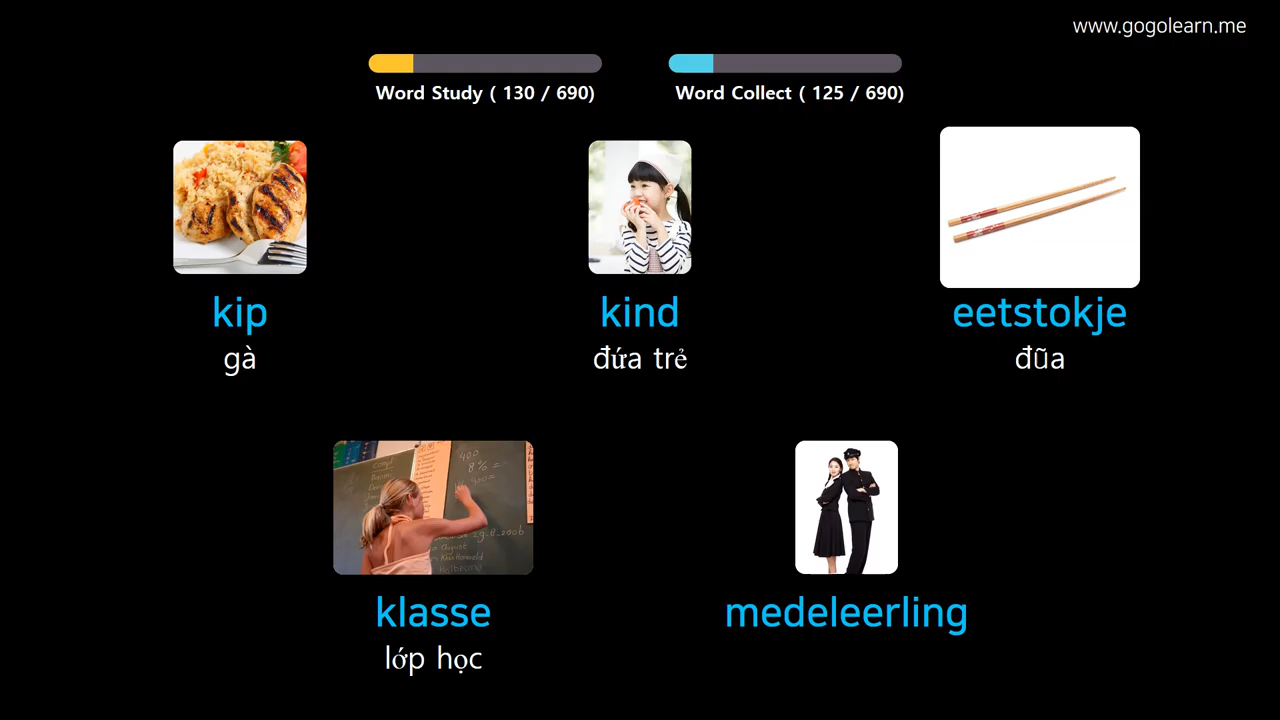 www.gogolearn.me
Word Study ( 130 / 690)
Word Collect ( 125 / 690)
kip
gà
kind
đứa trẻ
eetstokje
đũa
klasse
lớp học
medeleerling